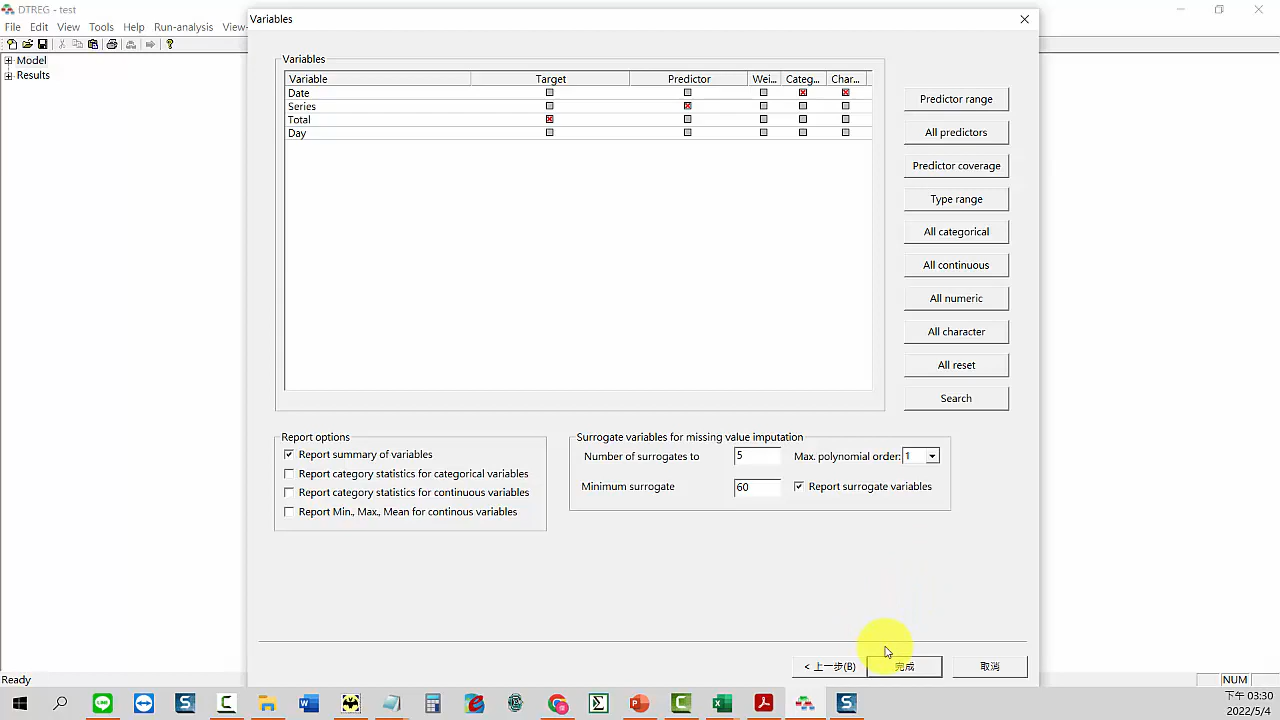 DTREG - test
File Edit View Tools Help Run-analysis View-
Model
Results
Variables
Variables
Variable Target Predictor Wei... Categ... Char...
Date
Series
Total
Day
Predictor range
All predictors
Predictor coverage
Type range
All categorical
All continuous
All numeric
All character
All reset
Search
Report options
Report summary of variables
Report category statistics for categorical variables
Report category statistics for continuous variables
Report Min., Max., Mean for continous variables
Surrogate variables for missing value imputation
Number of surrogates to 5 Max. polynomial order: 1
Minimum surrogate 60 Report surrogate variables
< 上一步(B) 完成 取消
Ready NUM
下午 03:30
2022/5/4